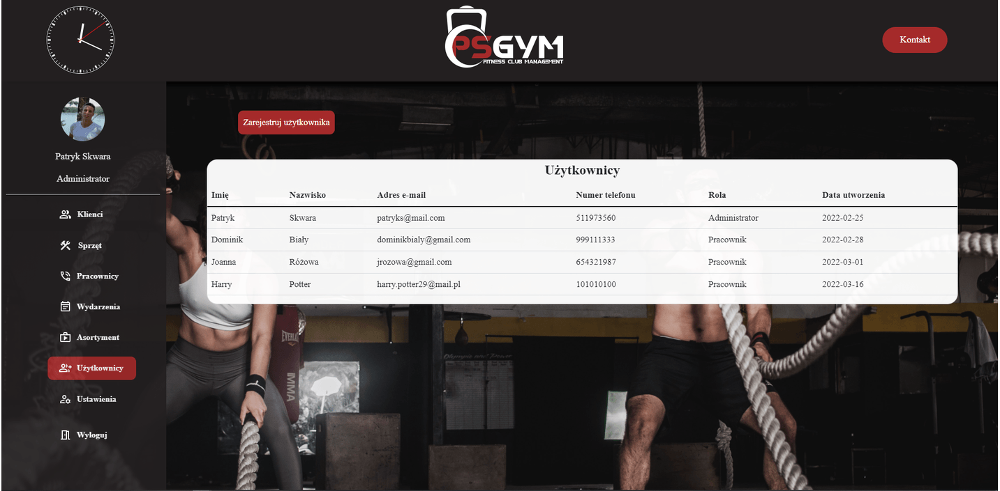 PSGYM
FITNESS CLUB MANAGEMENT
Kontakt
Patryk Skwara
Administrator
Klienci
Sprzęt
Pracownicy
Wydarzenia
Asortyment
Użytkownicy
Ustawienia
Wyloguj
Zarejestruj użytkownika
Użytkownicy
Imię Nazwisko Adres e-mail Numer telefonu Rola Data utworzenia
Patryk Skwara patryks@mail.com 511973560 Administrator 2022-02-25
Dominik Biały dominikbialy@gmail.com 999111333 Pracownik 2022-02-28
Joanna Różowa jrozowa@gmail.com 654321987 Pracownik 2022-03-01
Harry Potter harry.potter29@mail.pl 101010100 Pracownik 2022-03-16
EVERLAST
MMA